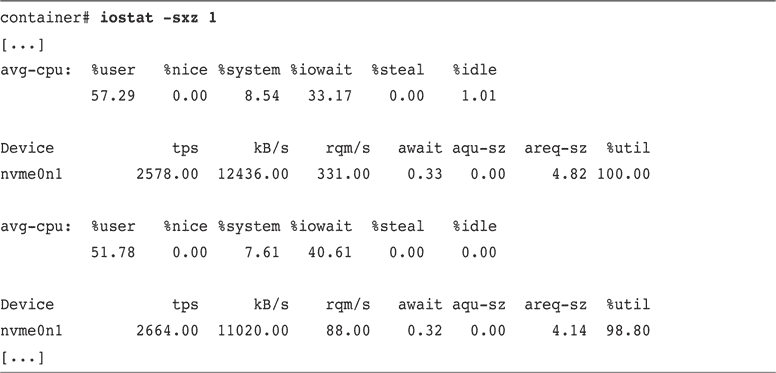 container# iostat -sxz 1
[...]
avg-cpu:  %user   %nice %system %iowait  %steal   %idle
          57.29    0.00    8.54   33.17    0.00    1.01
Device             tps      kB/s    rqm/s   await aqu-sz  areq-sz  %util
nvme0n1        2578.00  12436.00   331.00    0.33   0.00     4.82 100.00
avg-cpu:  %user   %nice %system %iowait  %steal   %idle
          51.78    0.00    7.61   40.61    0.00    0.00
Device             tps      kB/s    rqm/s   await aqu-sz  areq-sz  %util
nvme0n1        2664.00  11020.00    88.00    0.32   0.00     4.14  98.80
[...]